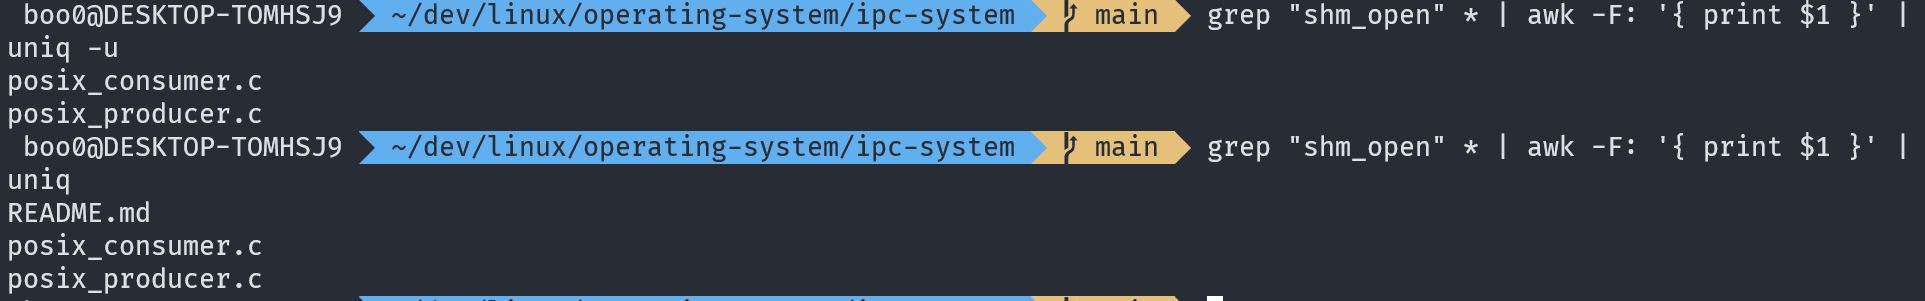 boo0@DESKTOP-TOMHSJ9 ~/dev/linux/operating-system/ipc-system main grep "shm_open" * | awk -F: '{ print $1 }' |
uniq -u
posix_consumer.c
posix_producer.c
boo0@DESKTOP-TOMHSJ9 ~/dev/linux/operating-system/ipc-system main grep "shm_open" * | awk -F: '{ print $1 }' |
uniq
README.md
posix_consumer.c
posix_producer.c